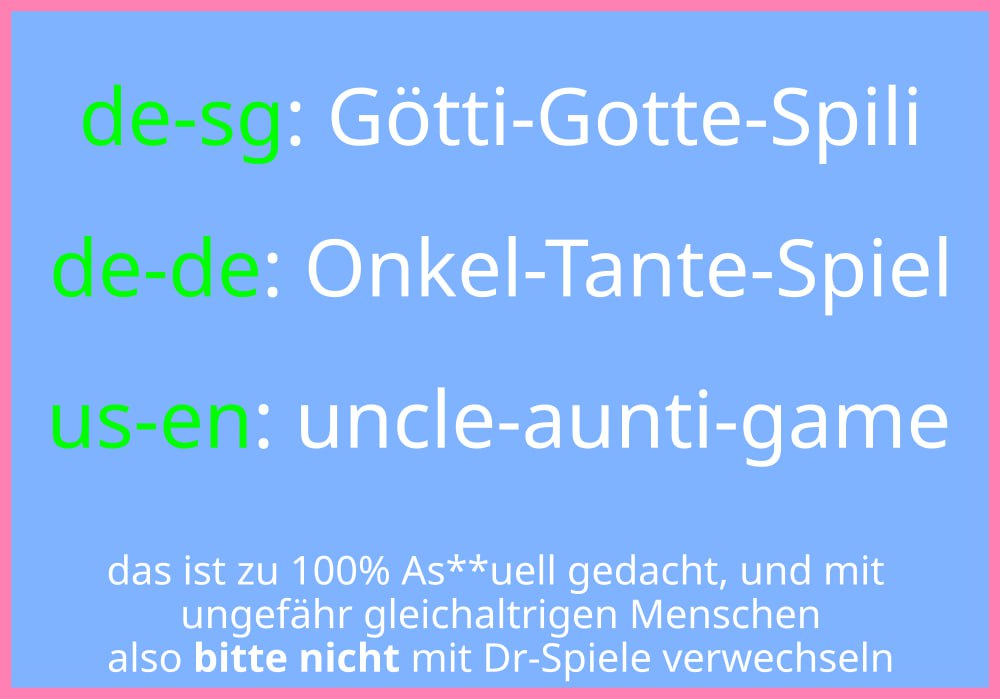 de-sg: Götti-Gotte-Spili
de-de: Onkel-Tante-Spiel
us-en: uncle-aunti-game
das ist zu 100% As**uell gedacht, und mit
ungefähr gleichaltrigen Menschen
also bitte nicht mit Dr-Spiele verwechseln